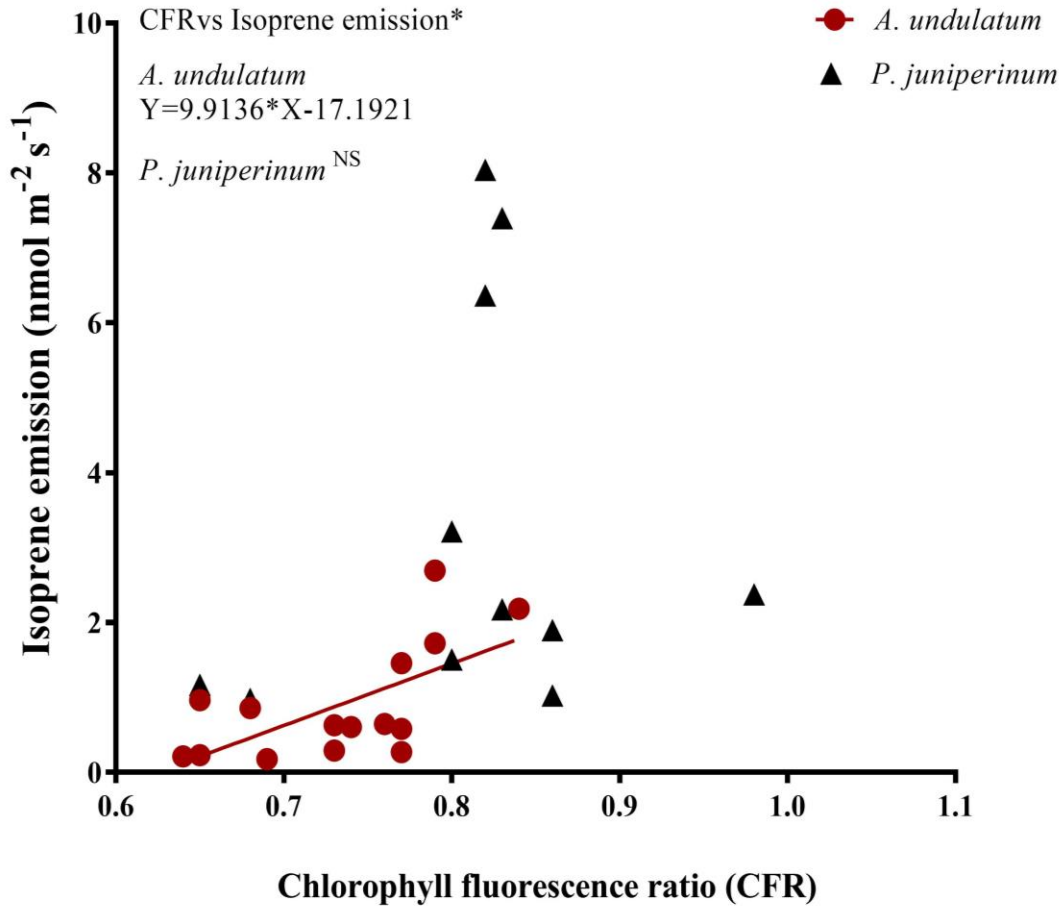 CFRvs Isoprene emission*
A. undulatum
Y=9.9136*X-17.1921
P. juniperinum NS
A. undulatum
P. juniperinum
Isoprene emission (nmol m⁻² s⁻¹)
10
8
6
4
2
0
0.6 0.7 0.8 0.9 1.0 1.1
Chlorophyll fluorescence ratio (CFR)